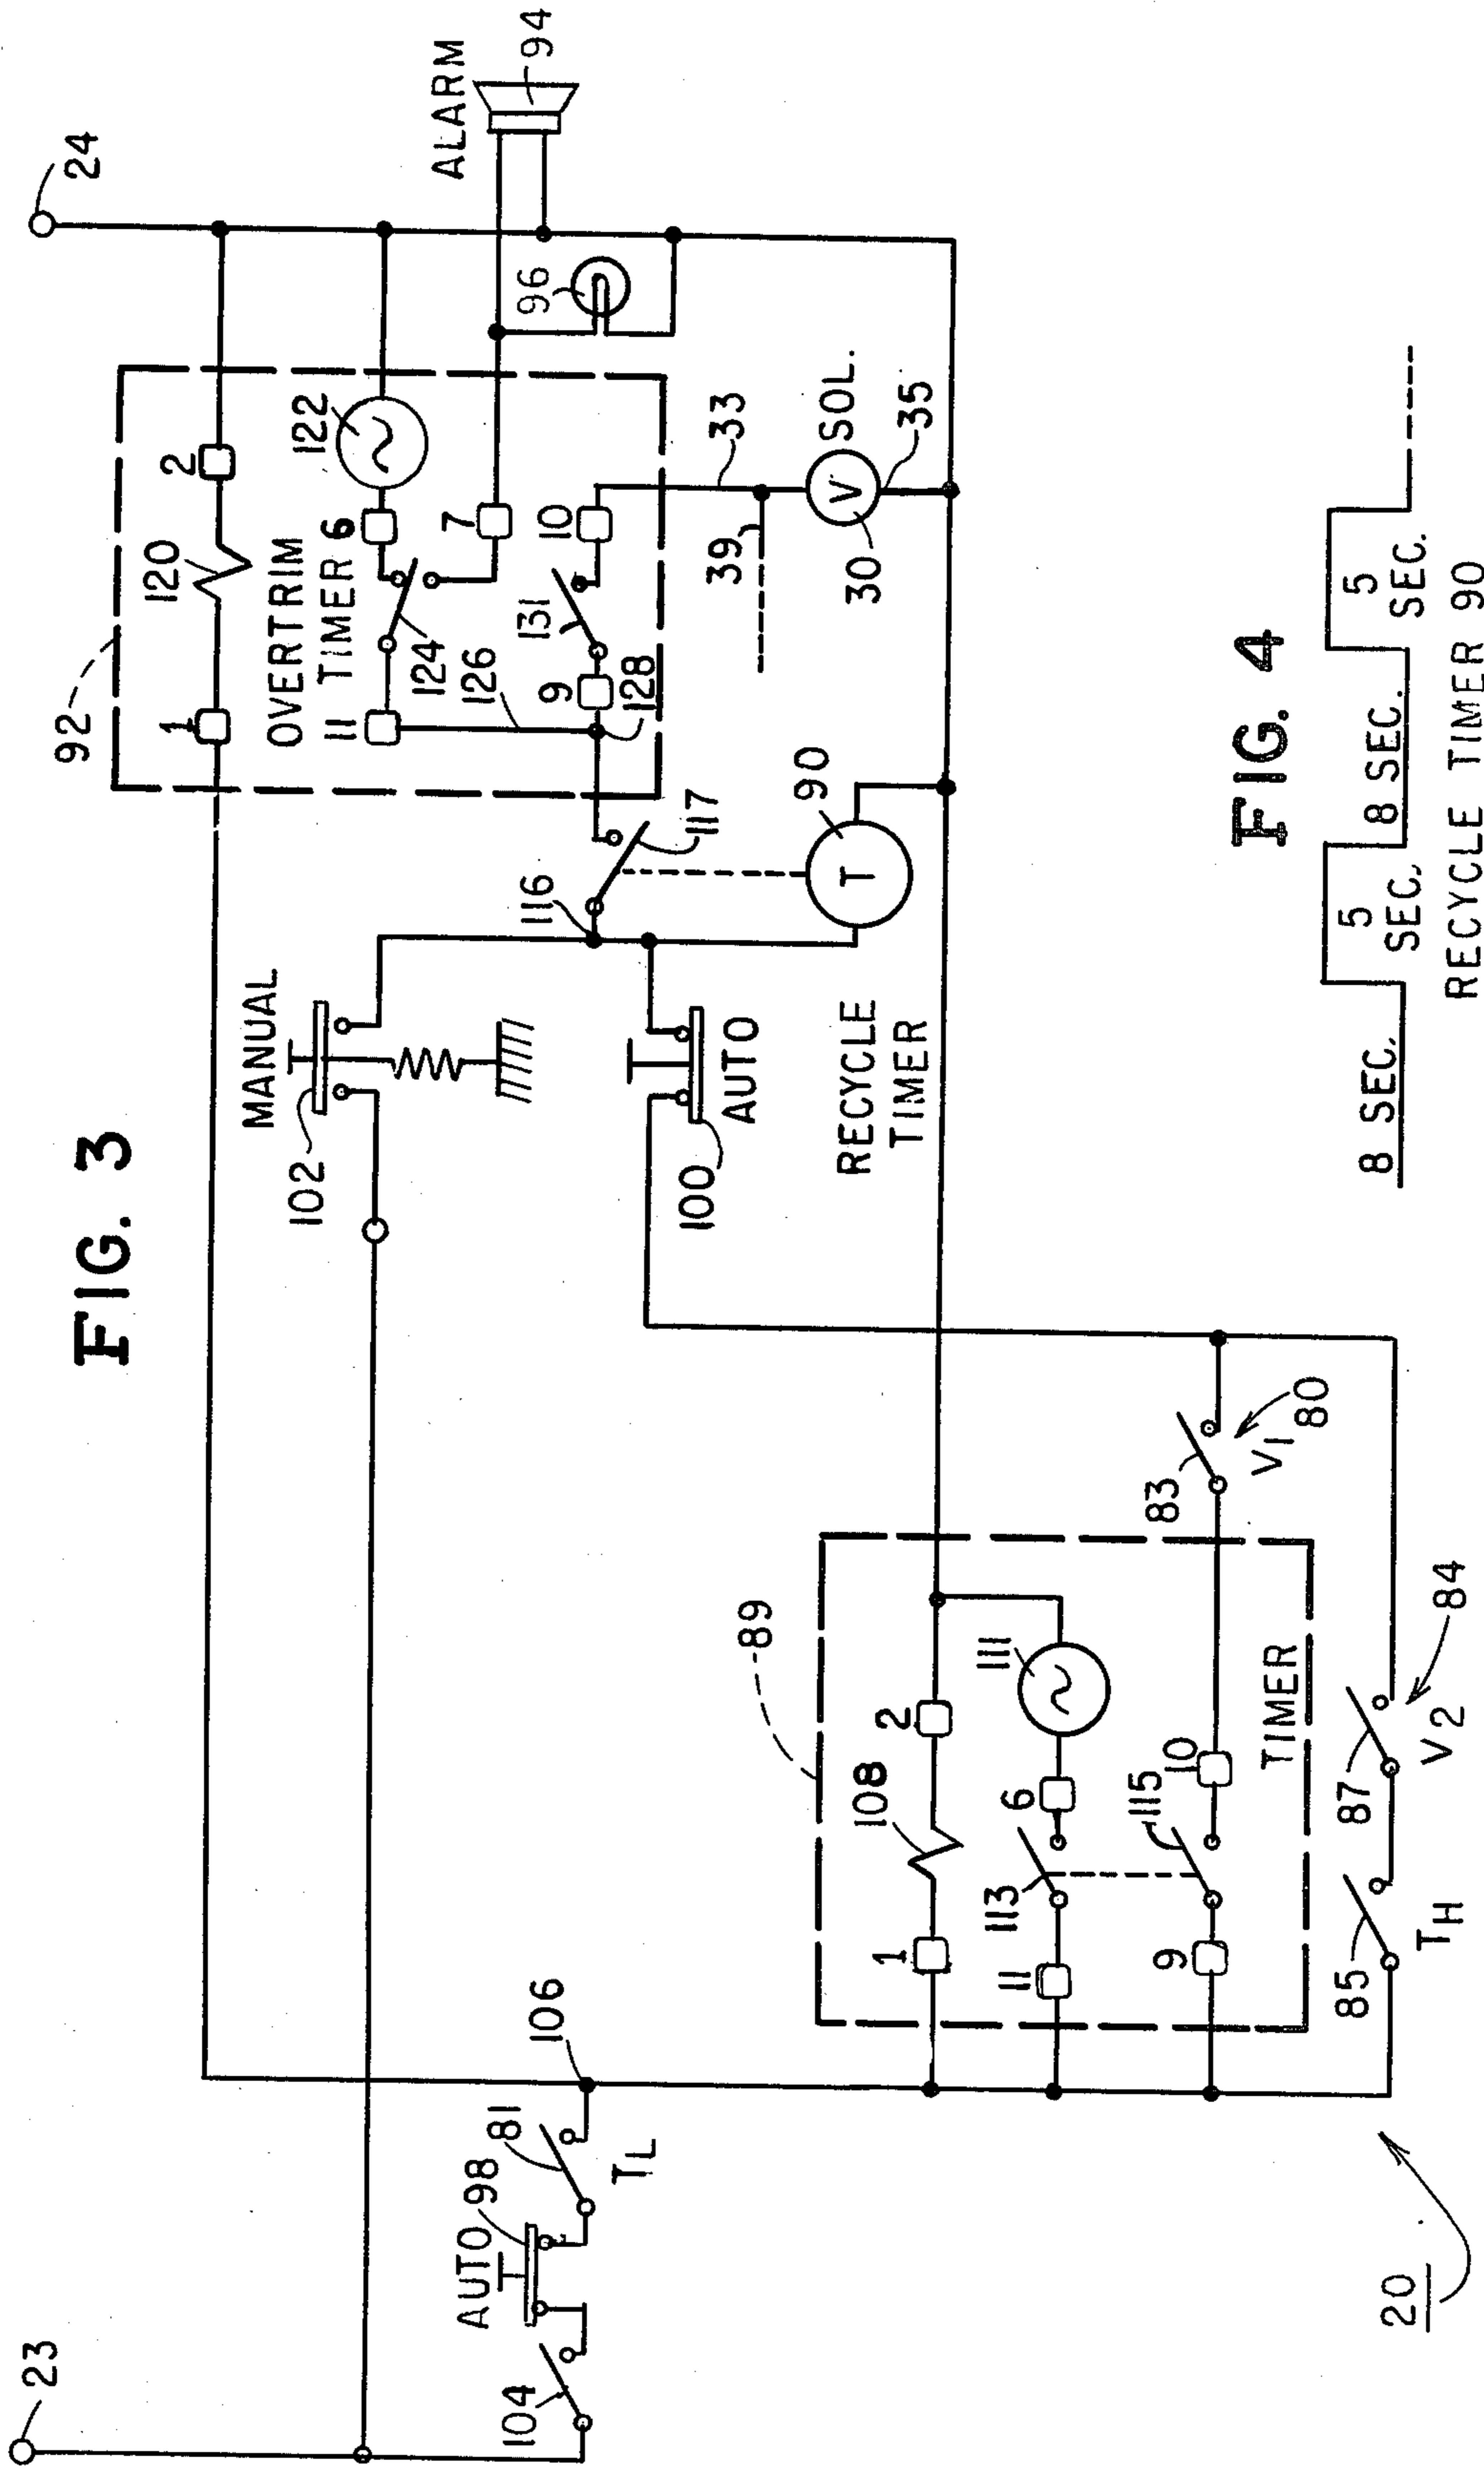 FIG. 3
23
24
92
1
120
2
OVERTRIM
TIMER
6
122
11
124
7
126
131
9
10
128
ALARM
94
96
33
39
SOL.
V
30
35
MANUAL
102
116
117
90
T
100
AUTO
RECYCLE
TIMER
104
AUTO
98
81
TL
106
89
1
108
2
11
113
6
111
9
115
10
TIMER
83
V1
80
85
TH
87
V2
84
20
FIG. 4
8 SEC.
5
SEC.
8 SEC.
5
SEC.
RECYCLE TIMER 90